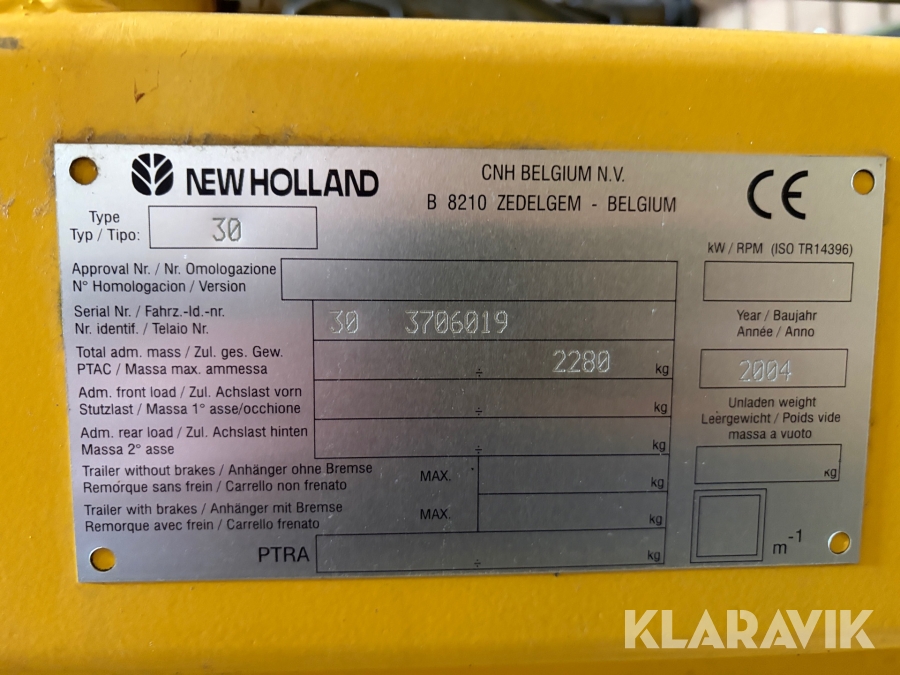 NEW HOLLAND
CNH BELGIUM N.V.
B 8210 ZEDELGEM - BELGIUM
CE
Type
Typ / Tipo:
30
kW / RPM (ISO TR14396)
Approval Nr. / Nr. Omologazione
N° Homologacion / Version
Serial Nr. / Fahrz.-Id.-nr.
Nr. identif. / Telaio Nr.
30 3706019
Year / Baujahr
Année / Anno
2004
Total adm. mass / Zul. ges. Gew.
PTAC / Massa max. ammessa
÷ 2280 kg
Adm. front load / Zul. Achslast vorn
Stutzlast / Massa 1° asse/occhione
÷ kg
Unladen weight
Leergewicht / Poids vide
massa a vuoto
kg
Adm. rear load / Zul. Achslast hinten
Massa 2° asse
÷ kg
Trailer without brakes / Anhänger ohne Bremse
Remorque sans frein / Carrello non frenato
MAX. kg
Trailer with brakes / Anhänger mit Bremse
Remorque avec frein / Carrello frenato
MAX. kg
PTRA ÷ kg
m-1
KLARAVIK